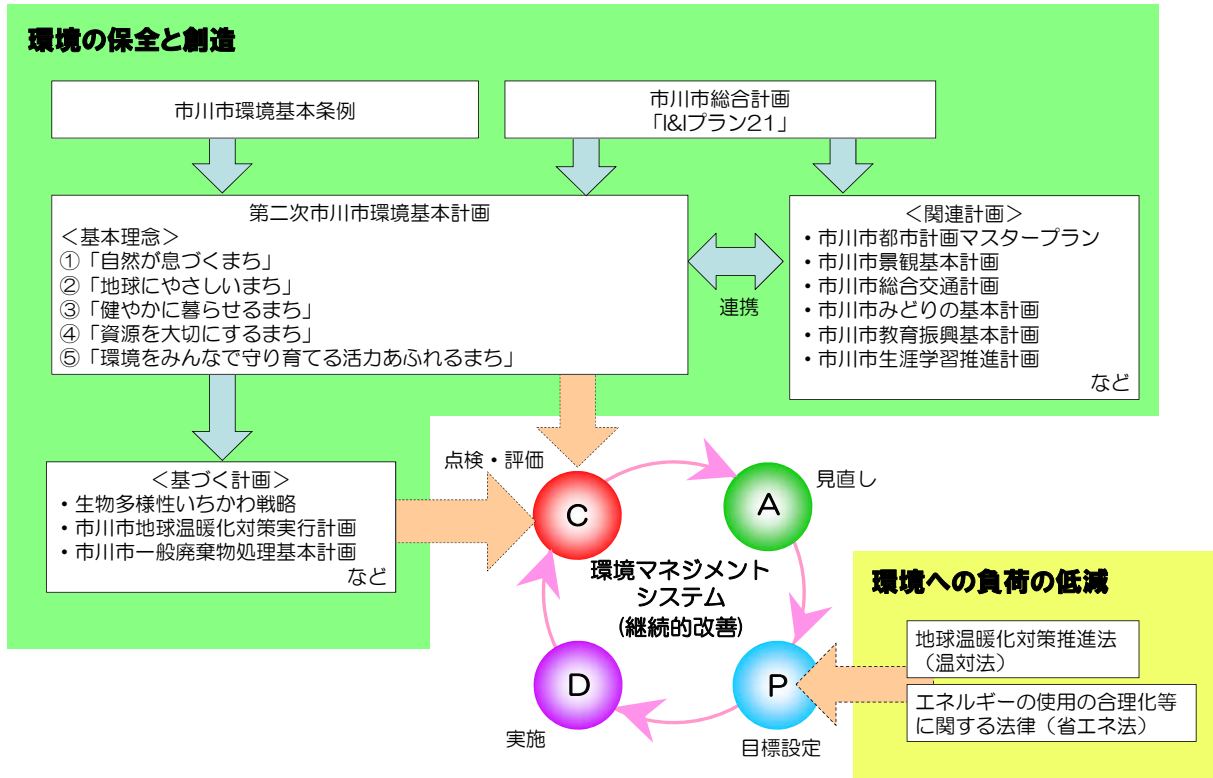 環境の保全と創造
市川市環境基本条例
市川市総合計画
「I&Iプラン21」
第二次市川市環境基本計画
＜基本理念＞
①「自然が息づくまち」
②「地球にやさしいまち」
③「健やかに暮らせるまち」
④「資源を大切にするまち」
⑤「環境をみんなで守り育てる活力あふれるまち」
連携
＜関連計画＞
・市川市都市計画マスタープラン
・市川市景観基本計画
・市川市総合交通計画
・市川市みどりの基本計画
・市川市教育振興基本計画
・市川市生涯学習推進計画
など
＜基づく計画＞
・生物多様性いちかわ戦略
・市川市地球温暖化対策実行計画
・市川市一般廃棄物処理基本計画
など
点検・評価
C
A
見直し
環境マネジメント
システム
(継続的改善)
D
実施
P
目標設定
環境への負荷の低減
地球温暖化対策推進法
（温対法）
エネルギーの使用の合理化等
に関する法律（省エネ法）